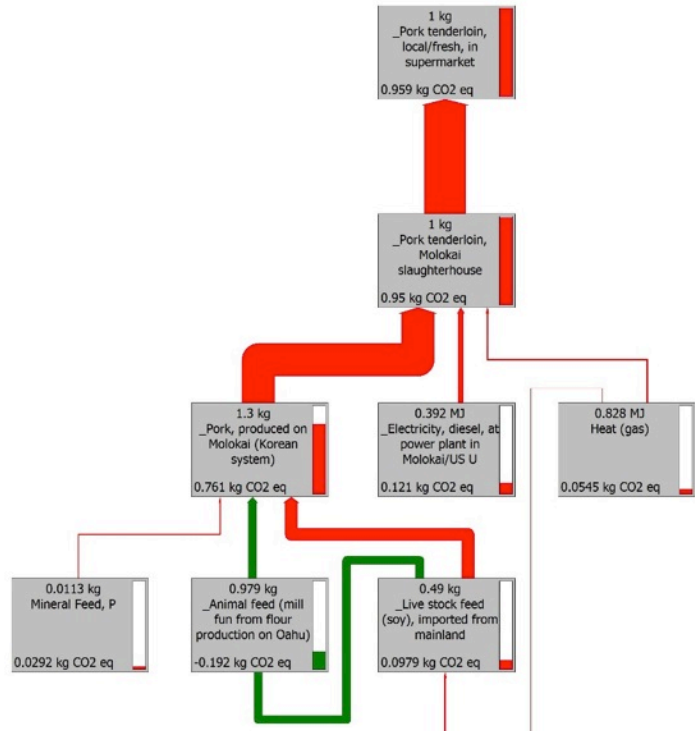 1 kg
_Pork tenderloin,
local/fresh, in
supermarket
0.959 kg CO2 eq
1 kg
_Pork tenderloin,
Molokai
slaughterhouse
0.95 kg CO2 eq
1.3 kg
_Pork, produced on
Molokai (Korean
system)
0.761 kg CO2 eq
0.392 MJ
_Electricity, diesel, at
power plant in
Molokai/US U
0.121 kg CO2 eq
0.828 MJ
Heat (gas)
0.0545 kg CO2 eq
0.0113 kg
Mineral Feed, P
0.0292 kg CO2 eq
0.979 kg
_Animal feed (mill
fun from flour
production on Oahu)
-0.192 kg CO2 eq
0.49 kg
_Live stock feed
(soy), imported from
mainland
0.0979 kg CO2 eq